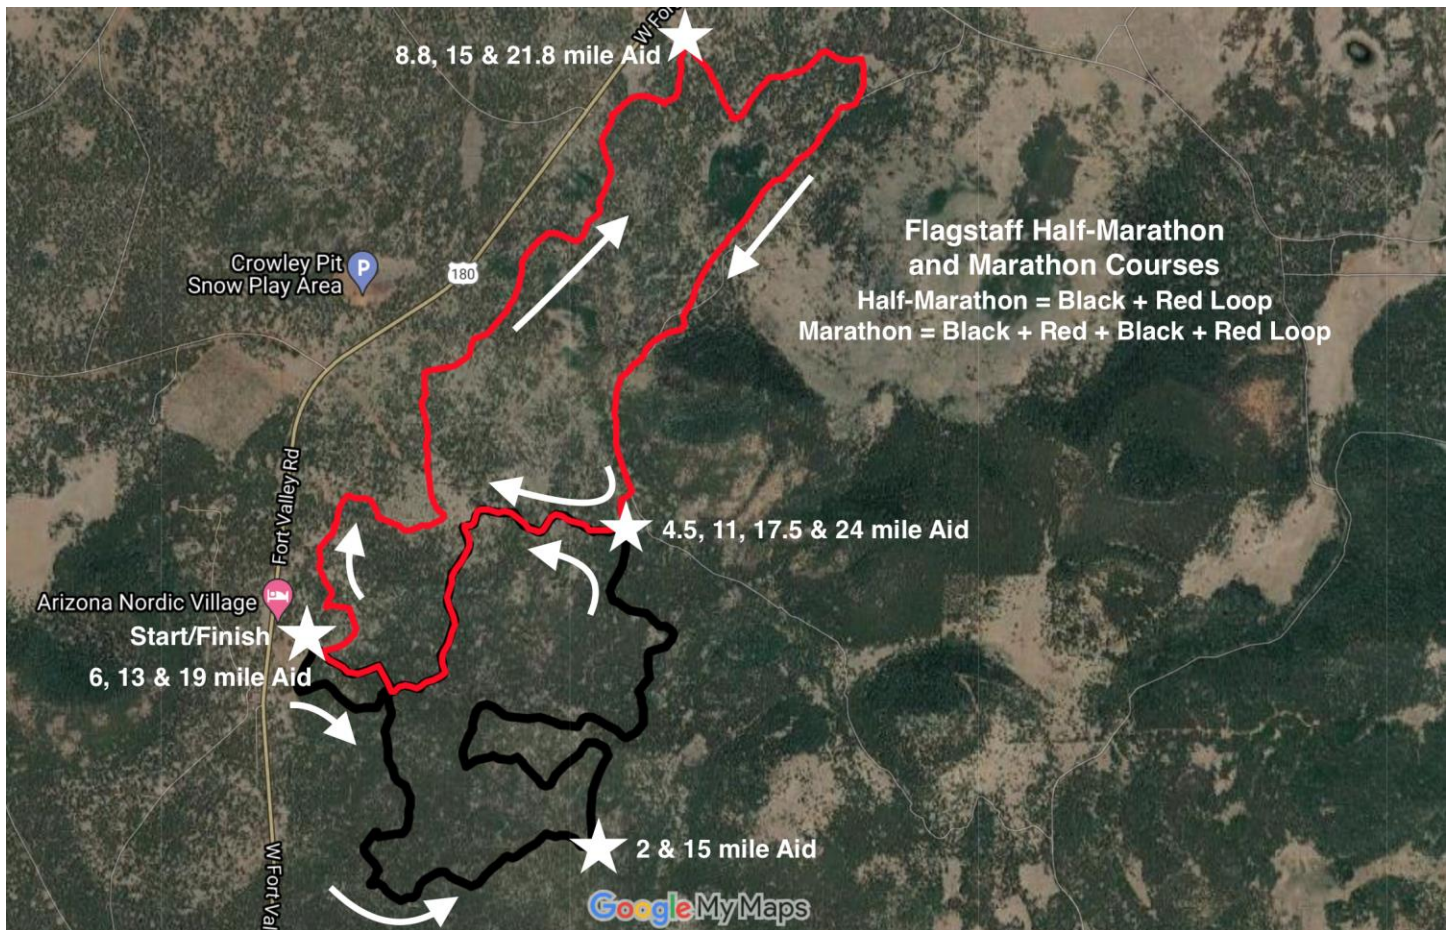 W For
8.8, 15 & 21.8 mile Aid
Flagstaff Half-Marathon
and Marathon Courses
Half-Marathon = Black + Red Loop
Marathon = Black + Red + Black + Red Loop
Crowley Pit
Snow Play Area
P
180
Fort Valley Rd
4.5, 11, 17.5 & 24 mile Aid
Arizona Nordic Village
Start/Finish
6, 13 & 19 mile Aid
2 & 15 mile Aid
W Fort Val
Google My Maps